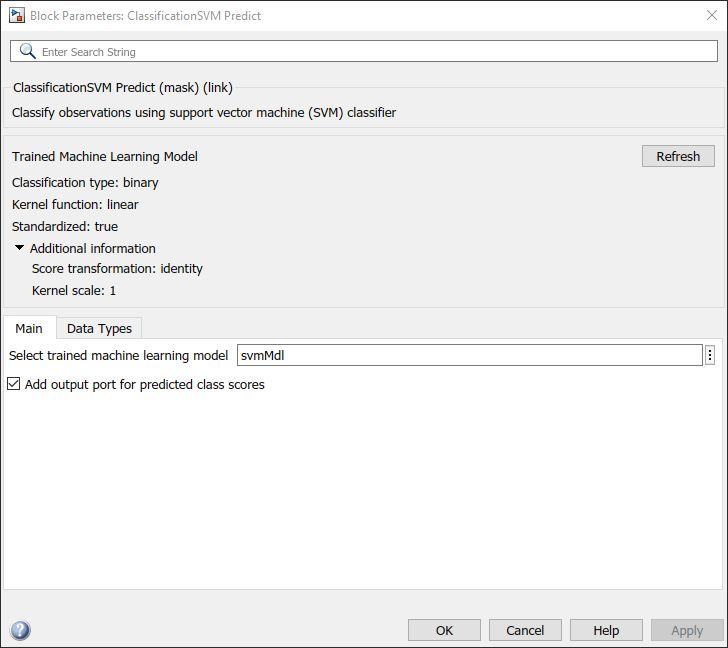 Block Parameters: ClassificationSVM Predict
Enter Search String
ClassificationSVM Predict (mask) (link)
Classify observations using support vector machine (SVM) classifier
Trained Machine Learning Model
Refresh
Classification type: binary
Kernel function: linear
Standardized: true
Additional information
Score transformation: identity
Kernel scale: 1
Main Data Types
Select trained machine learning model svmMdl
Add output port for predicted class scores
? OK Cancel Help Apply